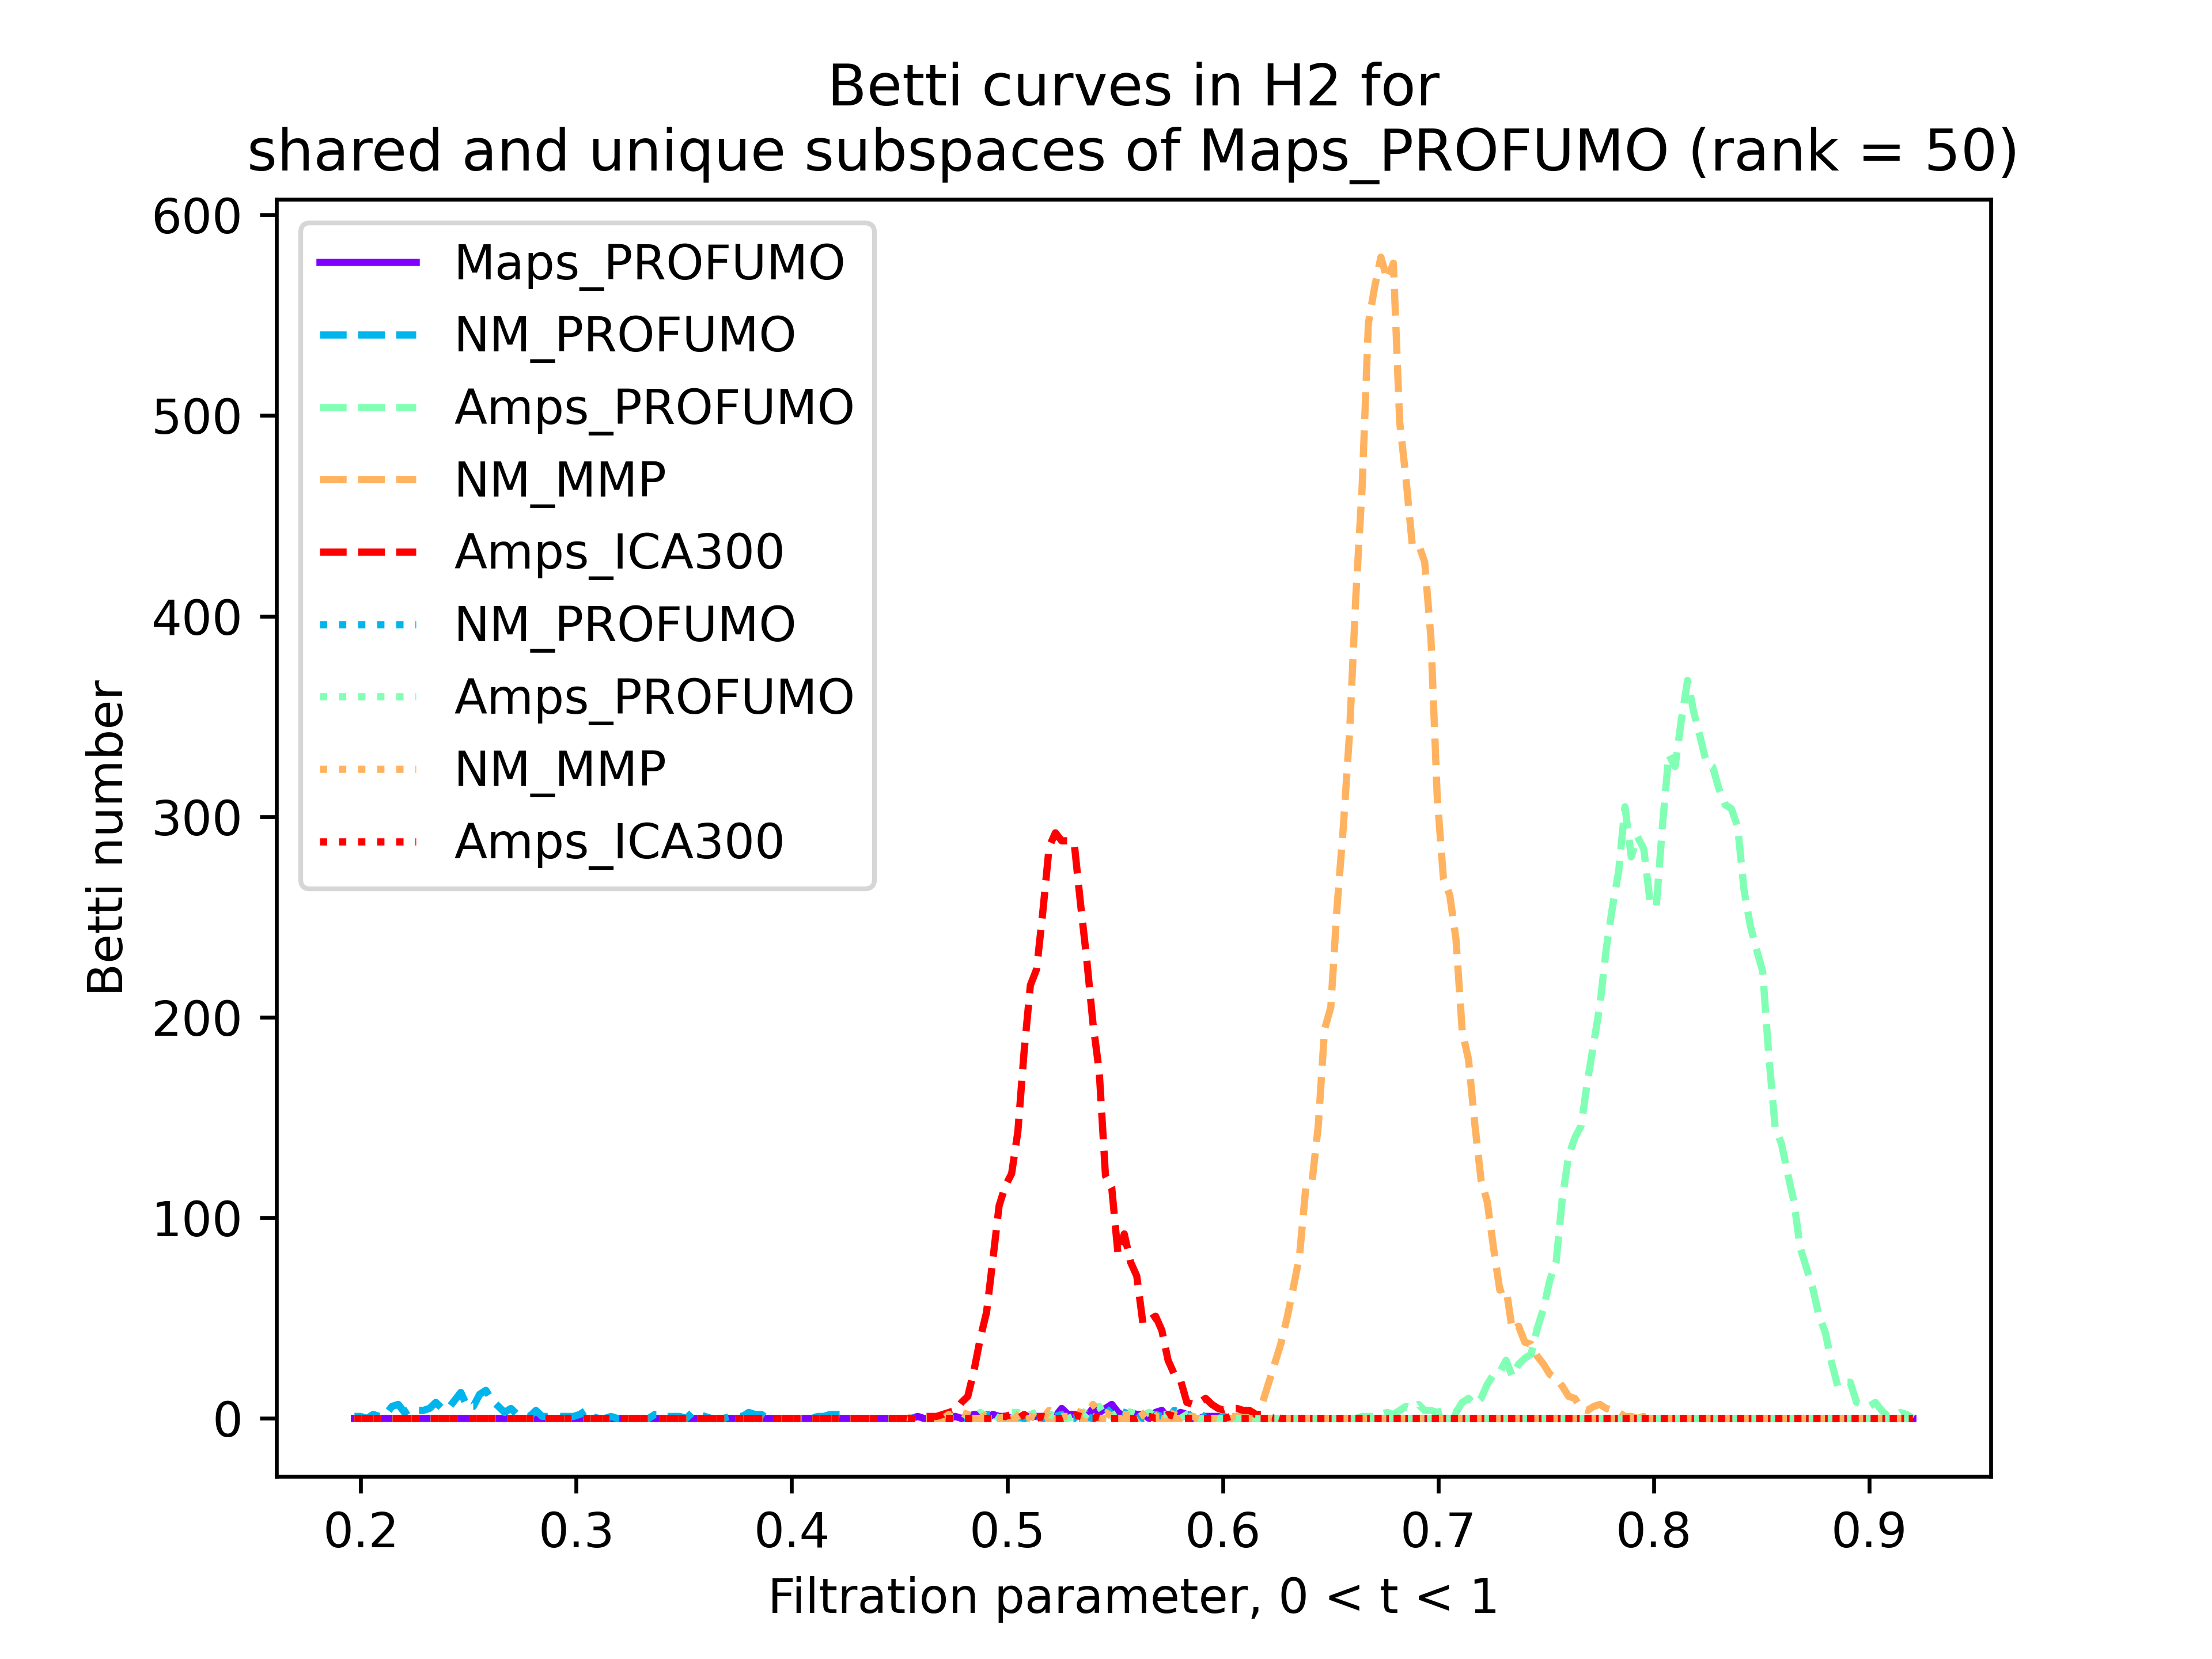 Betti curves in H2 for
shared and unique subspaces of Maps_PROFUMO (rank = 50)
600
500
400
300
200
100
0
Betti number
Maps_PROFUMO
NM_PROFUMO
Amps_PROFUMO
NM_MMP
Amps_ICA300
NM_PROFUMO
Amps_PROFUMO
NM_MMP
Amps_ICA300
0.2 0.3 0.4 0.5 0.6 0.7 0.8 0.9
Filtration parameter, 0 < t < 1